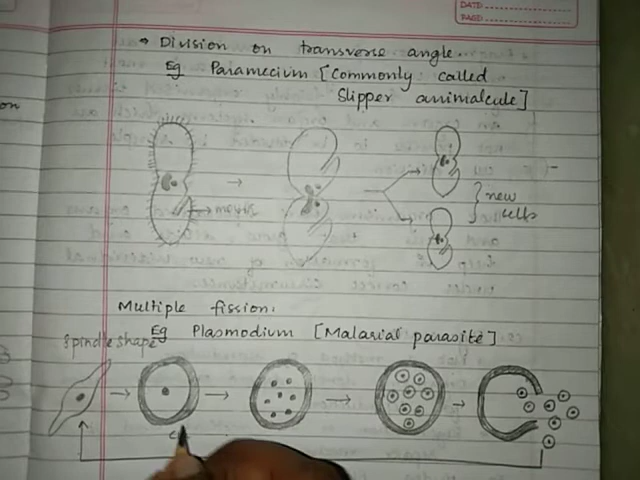 DATE:
PAGE:
→ Division on transverse angle.
Eg Paramecium [Commonly called
Slipper animalcule]
on
new
cells
Multiple fission:
Spindle shape
Eg Plasmodium [Malarial parasite]